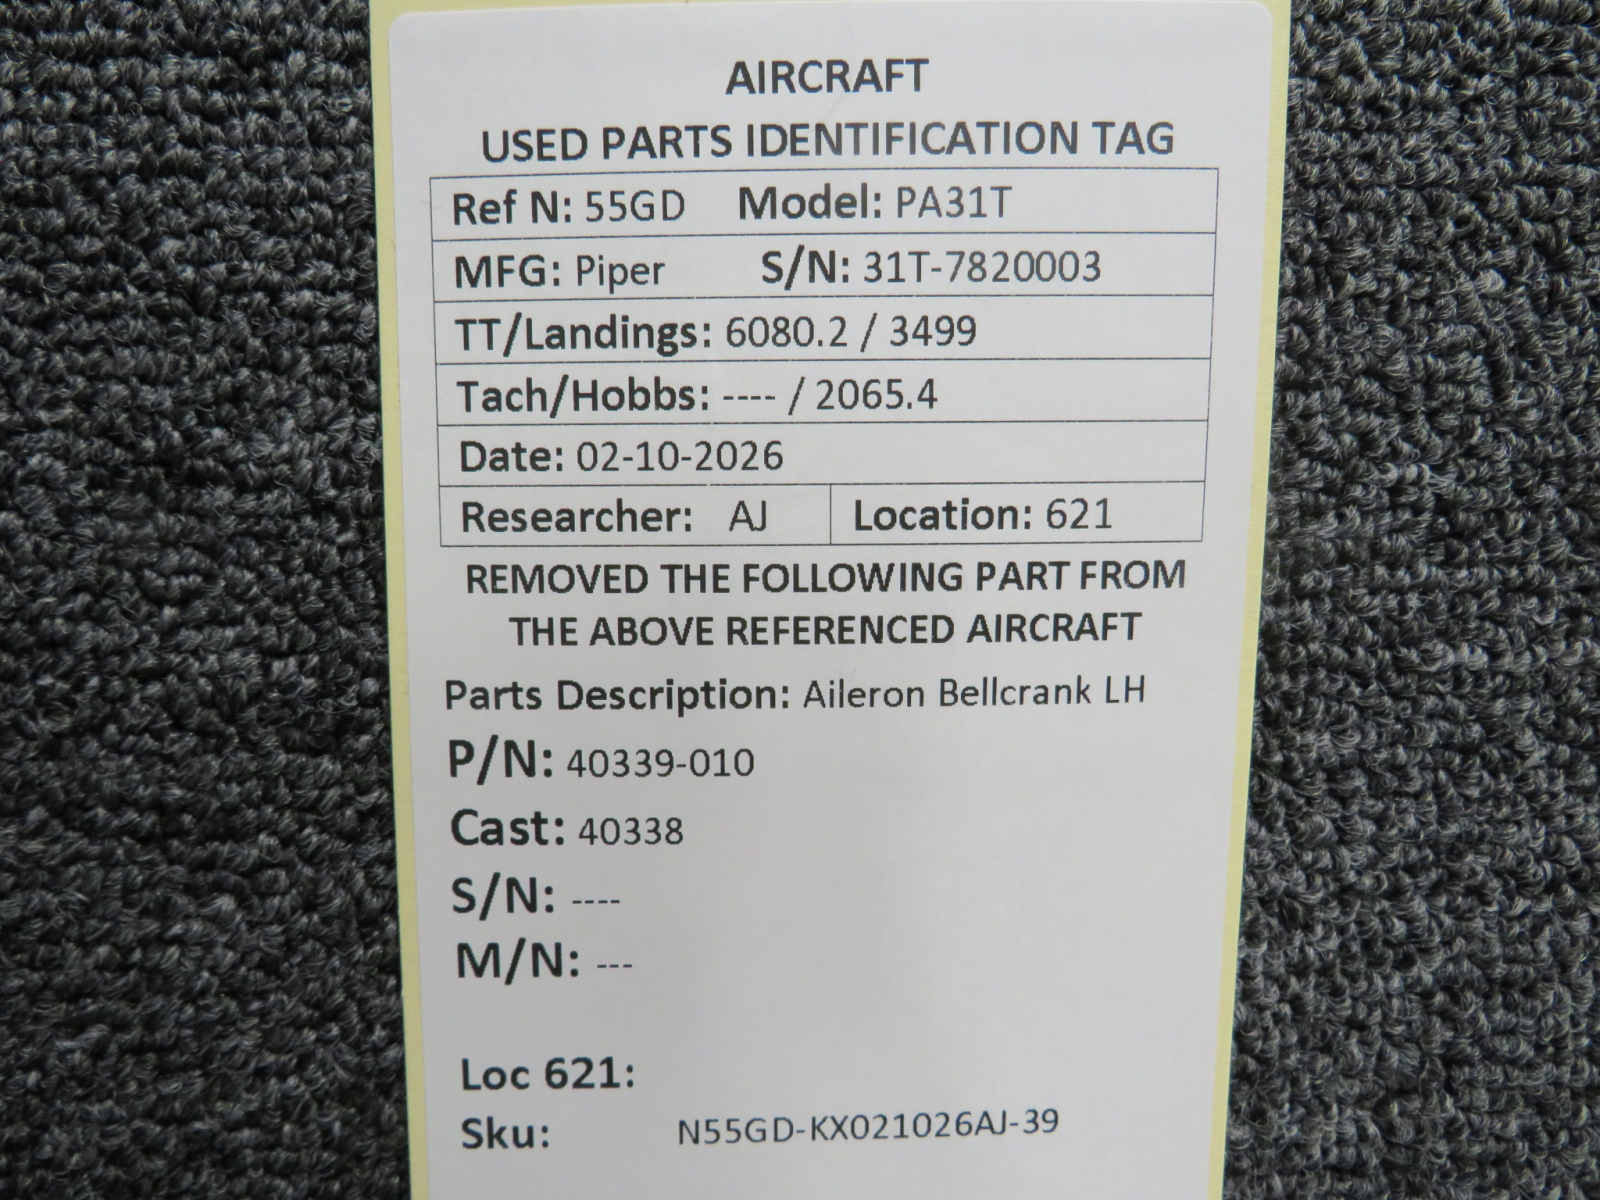 AIRCRAFT
USED PARTS IDENTIFICATION TAG
Ref N: 55GD Model: PA31T
MFG: Piper S/N: 31T-7820003
TT/Landings: 6080.2 / 3499
Tach/Hobbs: ---- / 2065.4
Date: 02-10-2026
Researcher: AJ Location: 621
REMOVED THE FOLLOWING PART FROM
THE ABOVE REFERENCED AIRCRAFT
Parts Description: Aileron Bellcrank LH
P/N: 40339-010
Cast: 40338
S/N: ----
M/N: ---
Loc 621:
Sku: N55GD-KX021026AJ-39